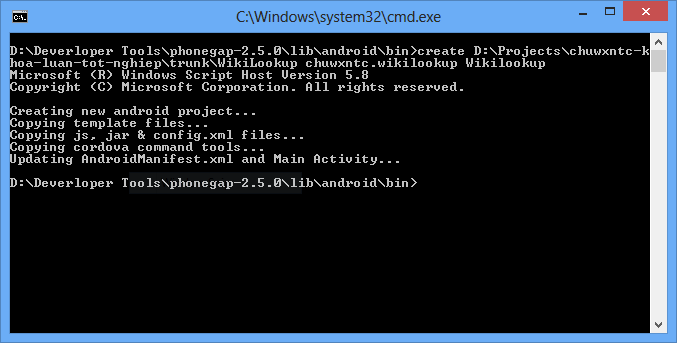 C:\Windows\system32\cmd.exe
D:\Deverloper Tools\phonegap-2.5.0\lib\android\bin>create D:\Projects\chuwxntc-k
hoa-luan-tot-nghiep\trunk\WikiLookup chuwxntc.wikilookup Wikilookup
Microsoft (R) Windows Script Host Version 5.8
Copyright (C) Microsoft Corporation. All rights reserved.
Creating new android project...
Copying template files...
Copying js, jar & config.xml files...
Copying cordova command tools...
Updating AndroidManifest.xml and Main Activity...
D:\Deverloper Tools\phonegap-2.5.0\lib\android\bin>